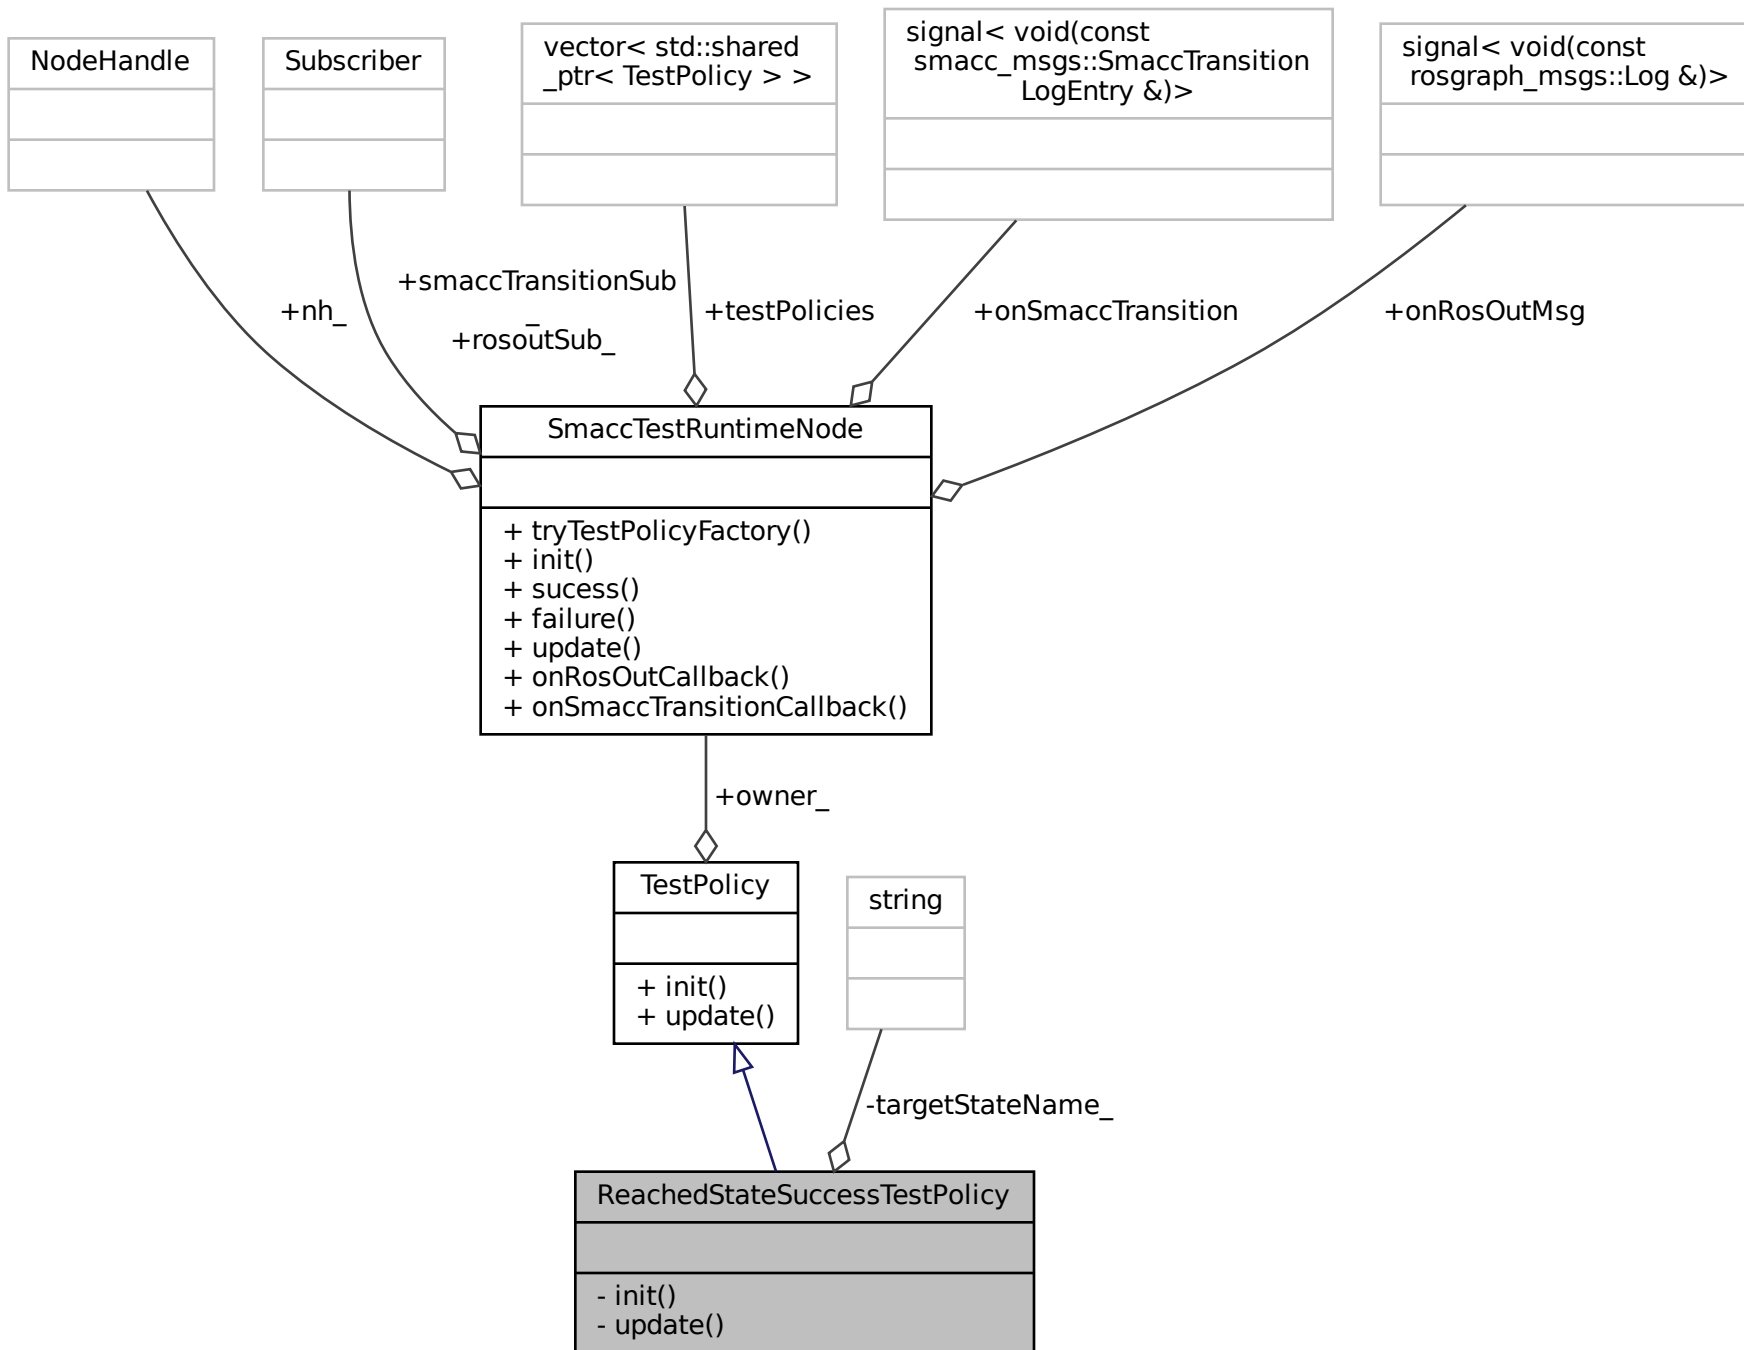 NodeHandle
Subscriber
vector< std::shared
_ptr< TestPolicy > >
signal< void(const
smacc_msgs::SmaccTransition
LogEntry &)>
signal< void(const
rosgraph_msgs::Log &)>
+nh_
+smaccTransitionSub
_
+rosoutSub_
+testPolicies
+onSmaccTransition
+onRosOutMsg
SmaccTestRuntimeNode
+ tryTestPolicyFactory()
+ init()
+ sucess()
+ failure()
+ update()
+ onRosOutCallback()
+ onSmaccTransitionCallback()
+owner_
TestPolicy
+ init()
+ update()
string
-targetStateName_
ReachedStateSuccessTestPolicy
- init()
- update()